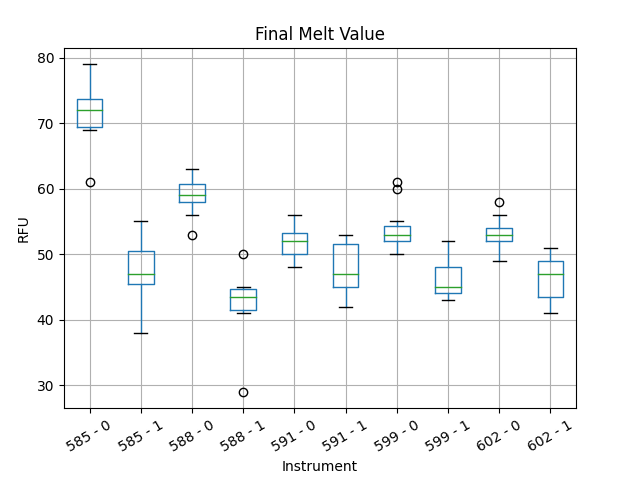 Final Melt Value
RFU
80
70
60
50
40
30
585 - 0
585 - 1
588 - 0
588 - 1
591 - 0
591 - 1
599 - 0
599 - 1
602 - 0
602 - 1
Instrument